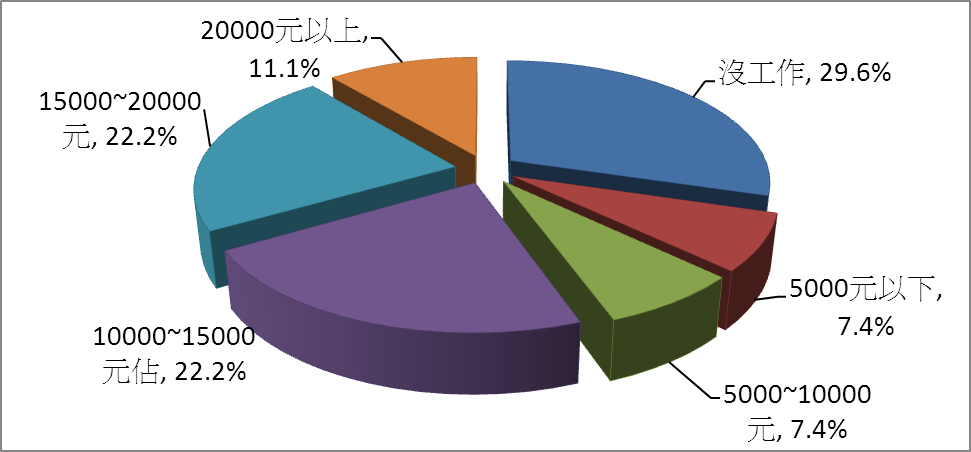 20000元以上,
11.1%
沒工作, 29.6%
15000~20000
元, 22.2%
5000元以下,
7.4%
10000~15000
元佔, 22.2%
5000~10000
元, 7.4%